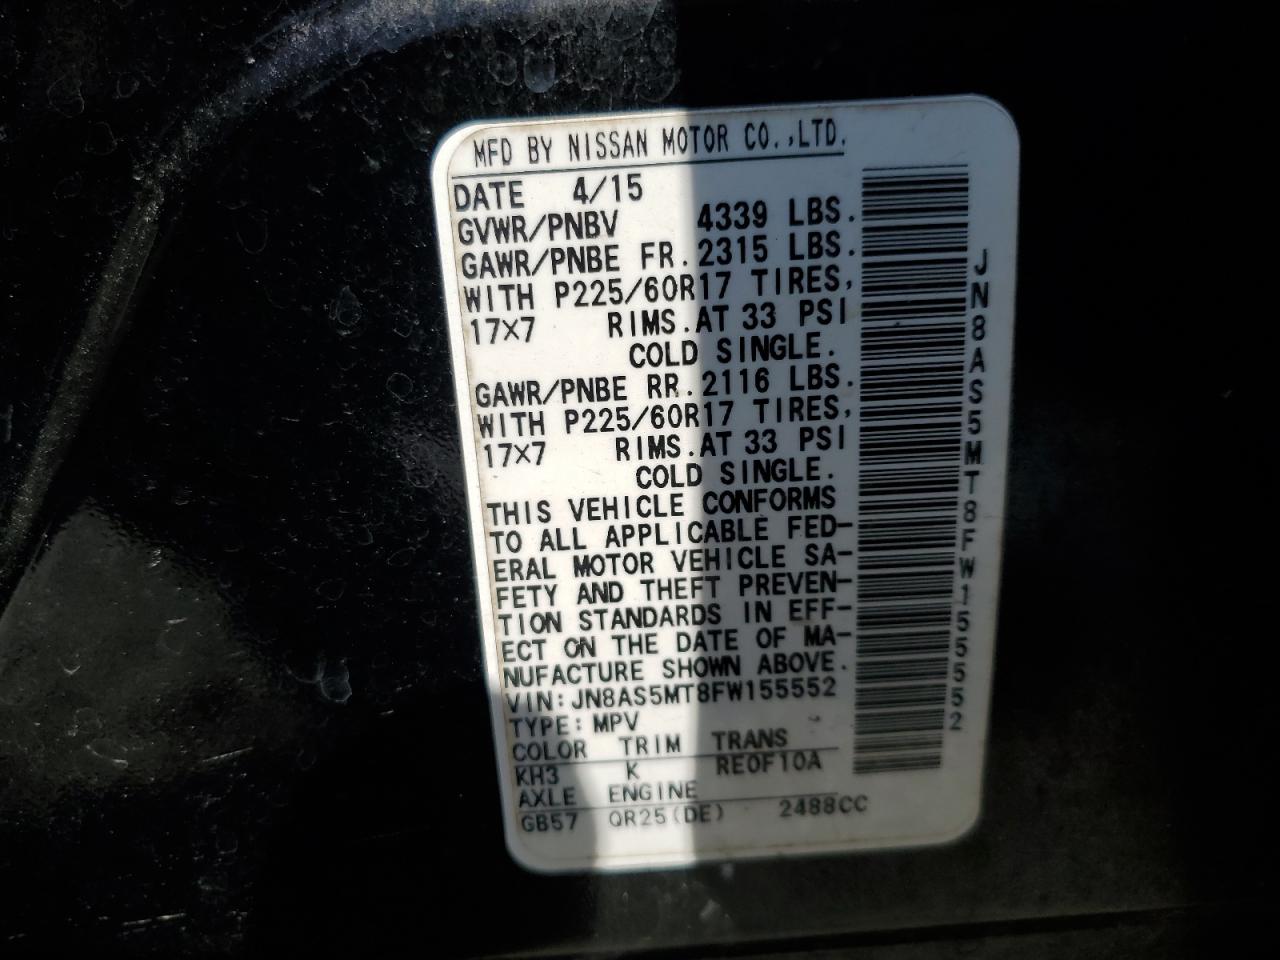 MFD BY NISSAN MOTOR CO.,LTD.
DATE 4/15
GVWR/PNBV 4339 LBS.
GAWR/PNBE FR.2315 LBS.
WITH P225/60R17 TIRES,
17×7 RIMS.AT 33 PSI
COLD SINGLE.
GAWR/PNBE RR.2116 LBS.
WITH P225/60R17 TIRES,
17×7 RIMS.AT 33 PSI
COLD SINGLE.
THIS VEHICLE CONFORMS
TO ALL APPLICABLE FED-
ERAL MOTOR VEHICLE SA-
FETY AND THEFT PREVEN-
TION STANDARDS IN EFF-
ECT ON THE DATE OF MA-
NUFACTURE SHOWN ABOVE.
VIN:JN8AS5MT8FW155552
TYPE:MPV
COLOR TRIM TRANS
KH3 K RE0F10A
AXLE ENGINE
GB57 QR25(DE) 2488CC
JN8AS5MT8FW155552